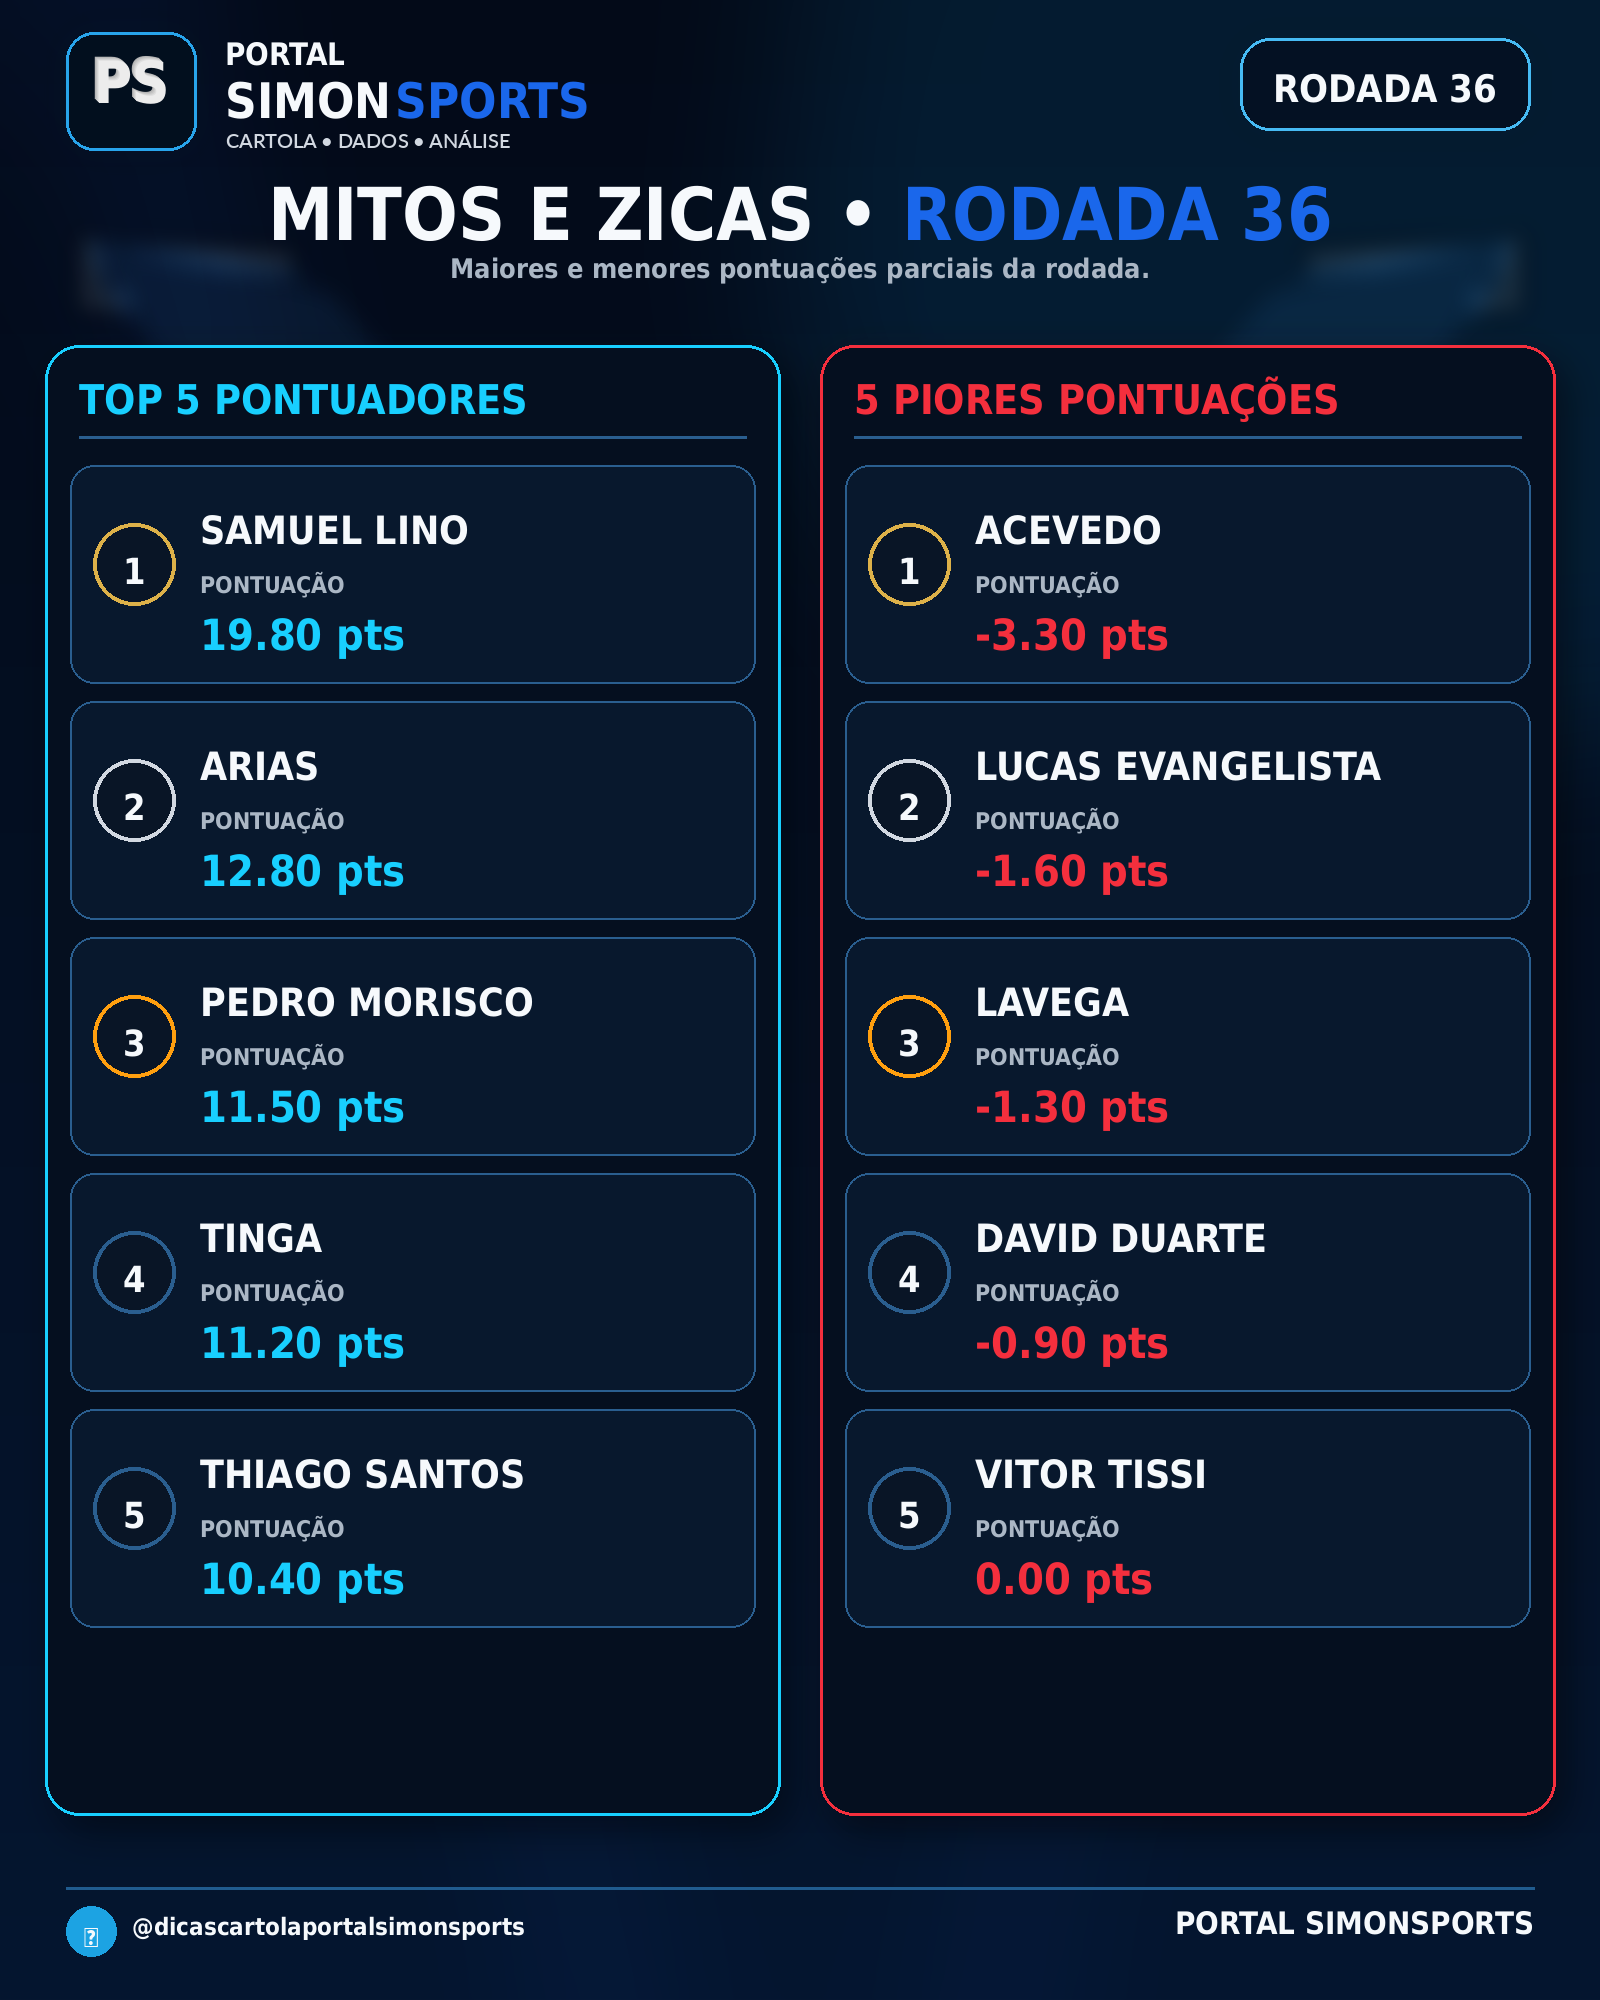 PS
PORTAL
SIMONSPORTS
CARTOLA • DADOS • ANÁLISE
RODADA 36
MITOS E ZICAS • RODADA 36
Maiores e menores pontuações parciais da rodada.
TOP 5 PONTUADORES
1
SAMUEL LINO
PONTUAÇÃO
19.80 pts
2
ARIAS
PONTUAÇÃO
12.80 pts
3
PEDRO MORISCO
PONTUAÇÃO
11.50 pts
4
TINGA
PONTUAÇÃO
11.20 pts
5
THIAGO SANTOS
PONTUAÇÃO
10.40 pts
5 PIORES PONTUAÇÕES
1
ACEVEDO
PONTUAÇÃO
-3.30 pts
2
LUCAS EVANGELISTA
PONTUAÇÃO
-1.60 pts
3
LAVEGA
PONTUAÇÃO
-1.30 pts
4
DAVID DUARTE
PONTUAÇÃO
-0.90 pts
5
VITOR TISSI
PONTUAÇÃO
0.00 pts
@dicascartolaportalsimonsports
PORTAL SIMONSPORTS